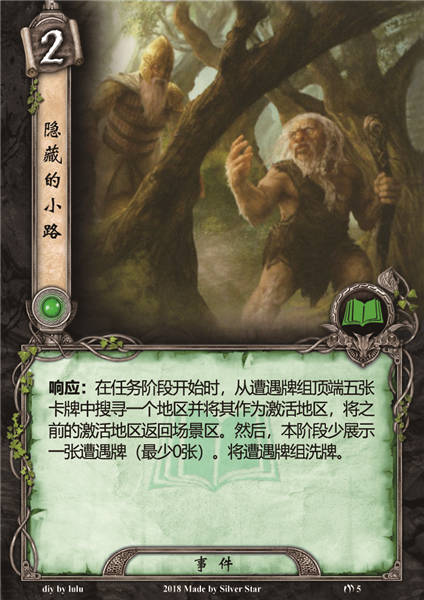 2
隐藏的小路
响应：在任务阶段开始时，从遭遇牌组顶端五张
卡牌中搜寻一个地区并将其作为激活地区，将之
前的激活地区返回场景区。然后，本阶段少展示
一张遭遇牌（最少0张）。将遭遇牌组洗牌。
事件
diy by lulu
2018 Made by Silver Star
5